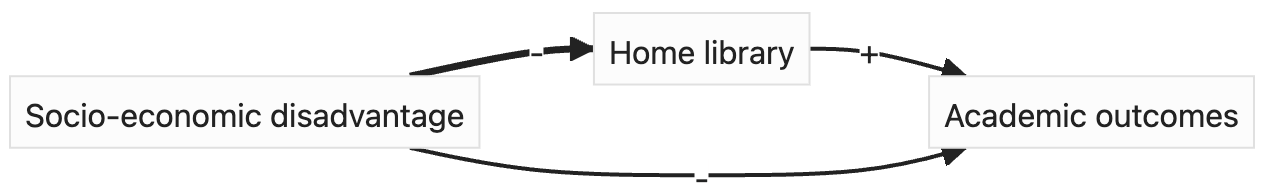 -
Home library
+
Socio-economic disadvantage
Academic outcomes
-